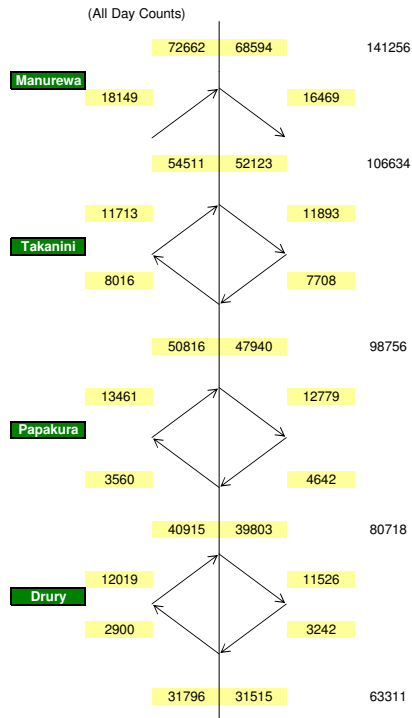 (All Day Counts)
72662 68594 141256
Manurewa
18149 16469
54511 52123 106634
11713 11893
Takanini
8016 7708
50816 47940 98756
13461 12779
Papakura
3560 4642
40915 39803 80718
12019 11526
Drury
2900 3242
31796 31515 63311